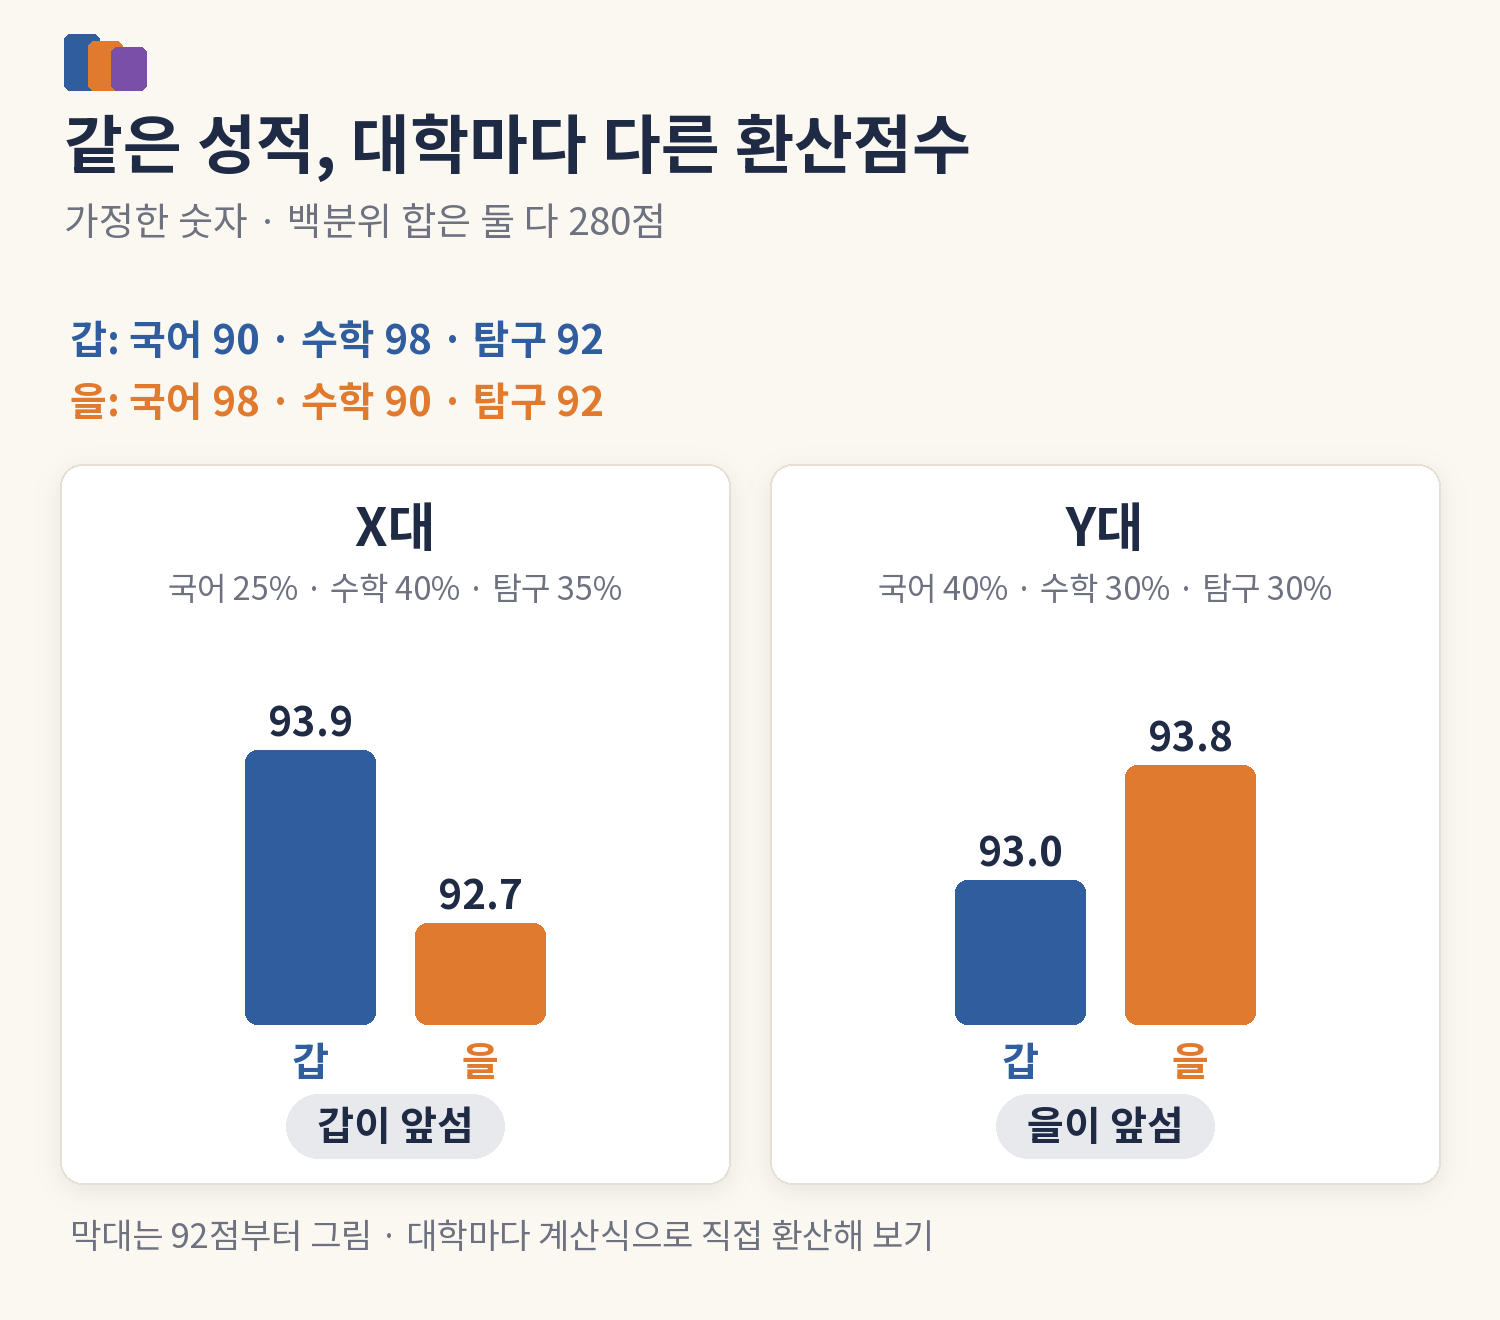 같은 성적, 대학마다 다른 환산점수
가정한 숫자 · 백분위 합은 둘 다 280점
갑: 국어 90 · 수학 98 · 탐구 92
을: 국어 98 · 수학 90 · 탐구 92
X대
국어 25% · 수학 40% · 탐구 35%
93.9
92.7
갑
을
갑이 앞섬
Y대
국어 40% · 수학 30% · 탐구 30%
93.0
93.8
갑
을
을이 앞섬
막대는 92점부터 그림 · 대학마다 계산식으로 직접 환산해 보기